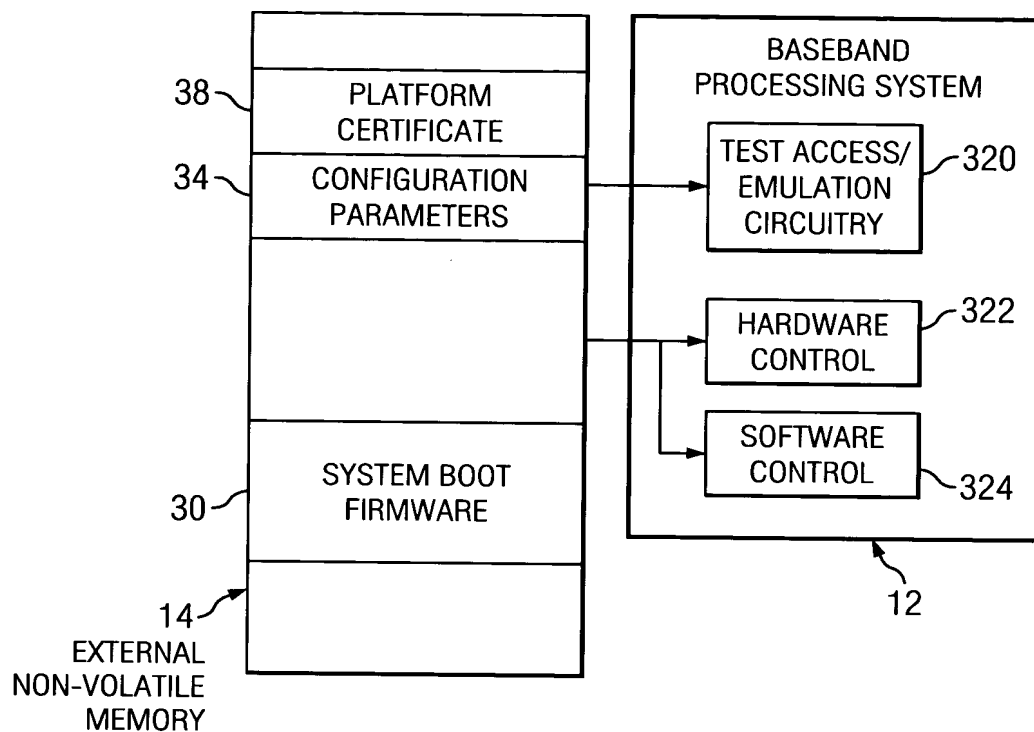 38
PLATFORM
CERTIFICATE
34
CONFIGURATION
PARAMETERS
30
SYSTEM BOOT
FIRMWARE
14
EXTERNAL
NON-VOLATILE
MEMORY
BASEBAND
PROCESSING SYSTEM
TEST ACCESS/
EMULATION
CIRCUITRY
320
HARDWARE
CONTROL
322
SOFTWARE
CONTROL
324
12